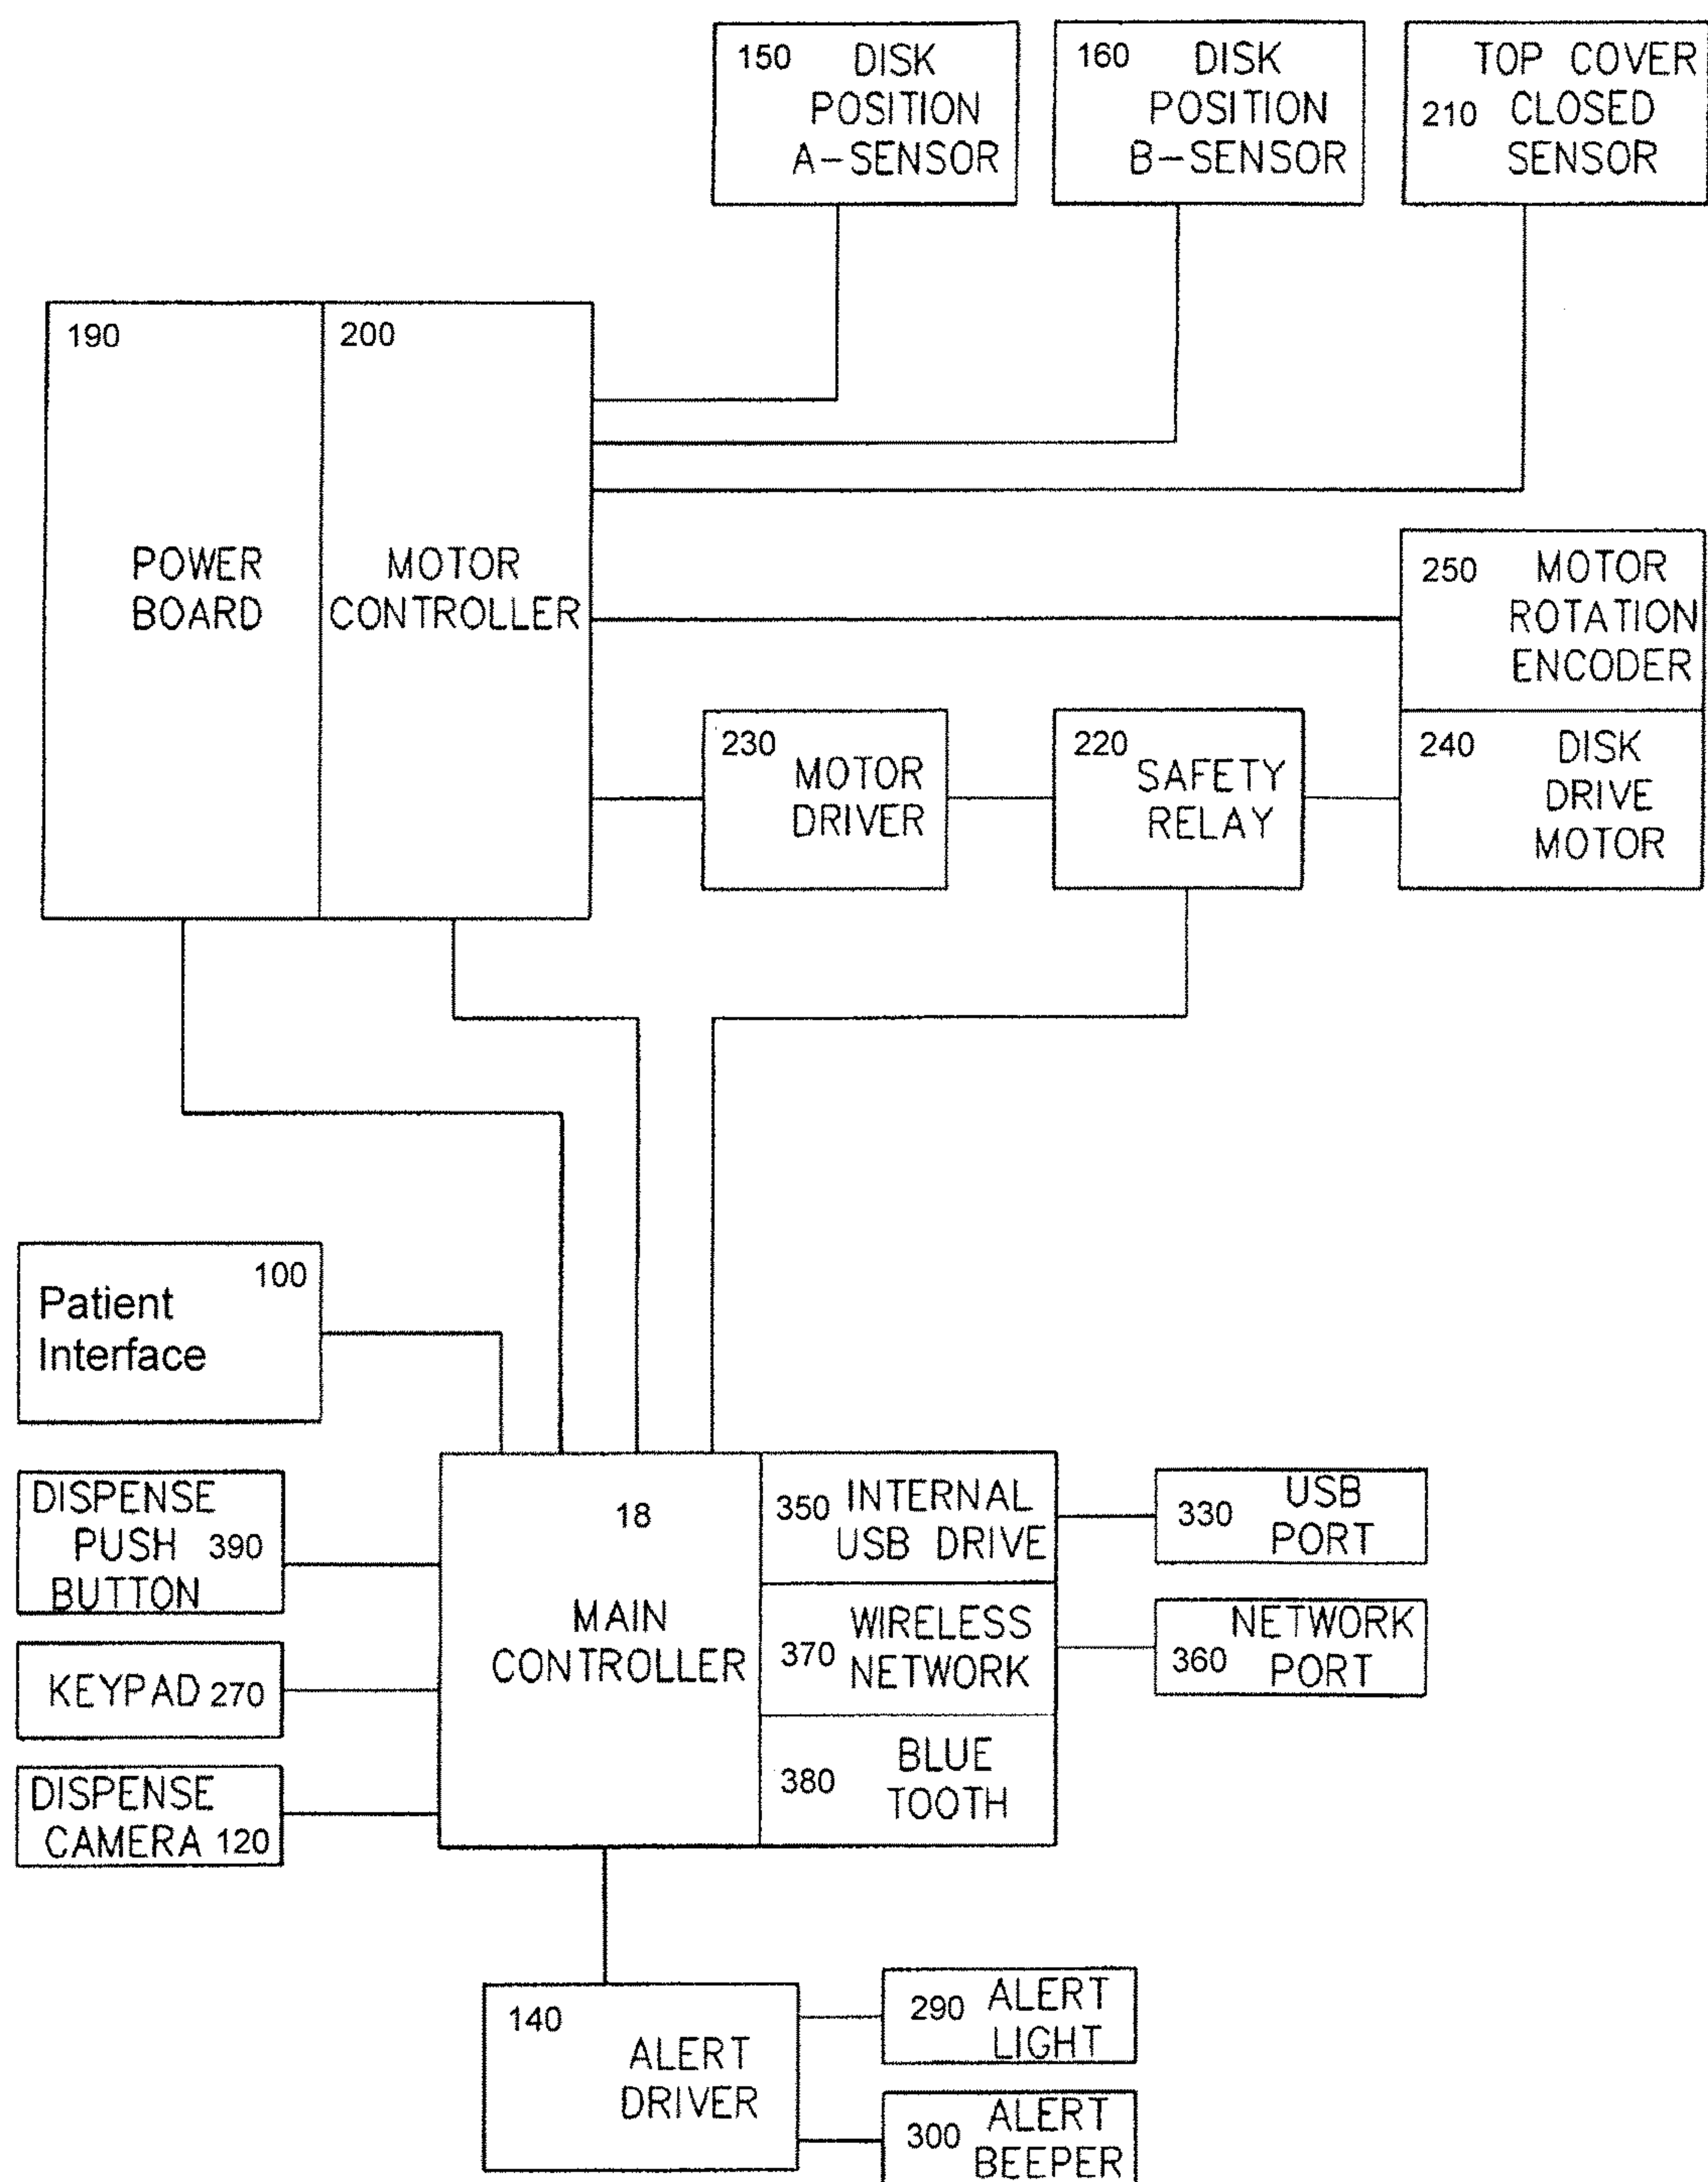 150 DISK
POSITION
A-SENSOR
160 DISK
POSITION
B-SENSOR
TOP COVER
210 CLOSED
SENSOR
190
POWER
BOARD
200
MOTOR
CONTROLLER
250 MOTOR
ROTATION
ENCODER
230
MOTOR
DRIVER
220
SAFETY
RELAY
240 DISK
DRIVE
MOTOR
100
Patient
Interface
DISPENSE
PUSH 390
BUTTON
KEYPAD 270
DISPENSE
CAMERA 120
18
MAIN
CONTROLLER
350 INTERNAL
USB DRIVE
WIRELESS
370 NETWORK
BLUE
380 TOOTH
330 USB
PORT
NETWORK
360 PORT
140
ALERT
DRIVER
290 ALERT
LIGHT
300 ALERT
BEEPER